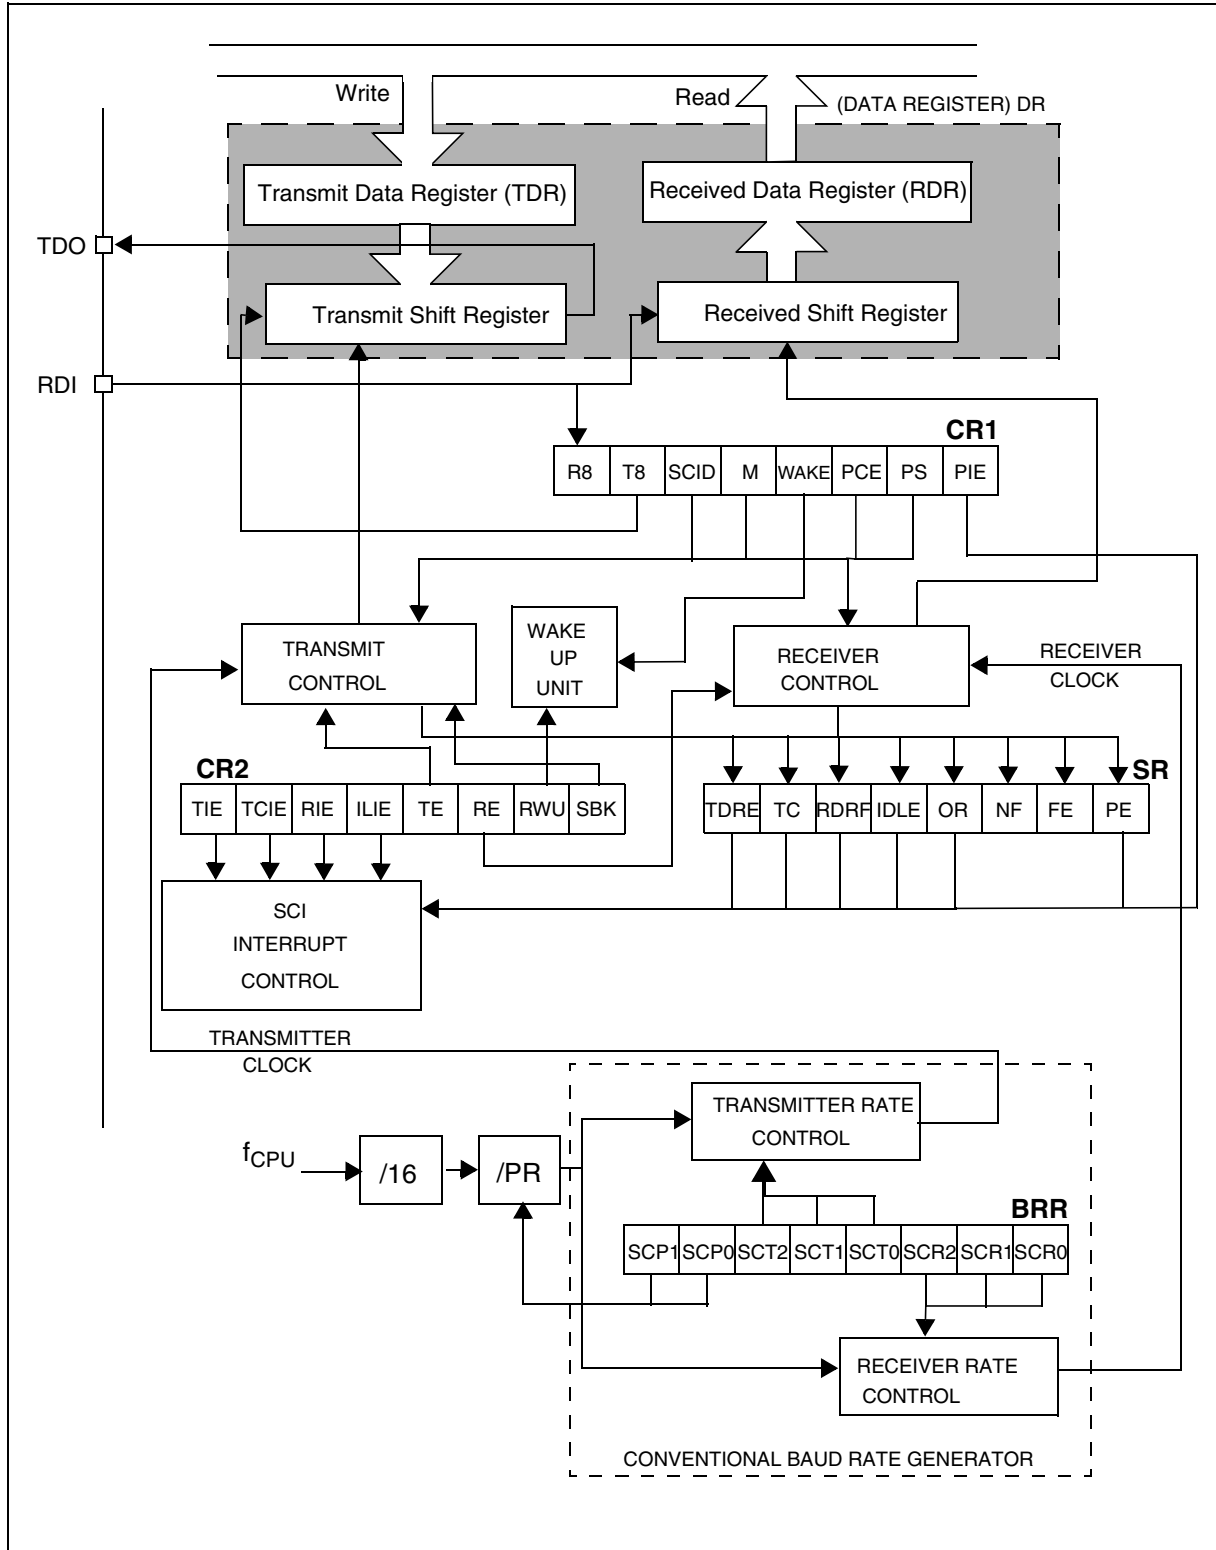 Write
Read
(DATA REGISTER) DR
Transmit Data Register (TDR)
Received Data Register (RDR)
TDO
Transmit Shift Register
Received Shift Register
RDI
CR1
R8 T8 SCID M WAKE PCE PS PIE
TRANSMIT
CONTROL
WAKE
UP
UNIT
RECEIVER
CONTROL
RECEIVER
CLOCK
CR2
TIE TCIE RIE ILIE TE RE RWU SBK
SR
TDRE TC RDRF IDLE OR NF FE PE
SCI
INTERRUPT
CONTROL
TRANSMITTER
CLOCK
TRANSMITTER RATE
CONTROL
fCPU
/16
/PR
BRR
SCP1 SCP0 SCT2 SCT1 SCT0 SCR2 SCR1 SCR0
RECEIVER RATE
CONTROL
CONVENTIONAL BAUD RATE GENERATOR